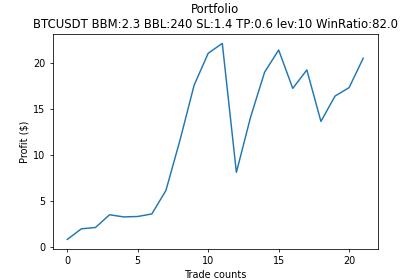 Portfolio
BTCUSDT BBM:2.3 BBL:240 SL:1.4 TP:0.6 lev:10 WinRatio:82.0
20
15
10
5
0
Profit ($)
0 5 10 15 20
Trade counts